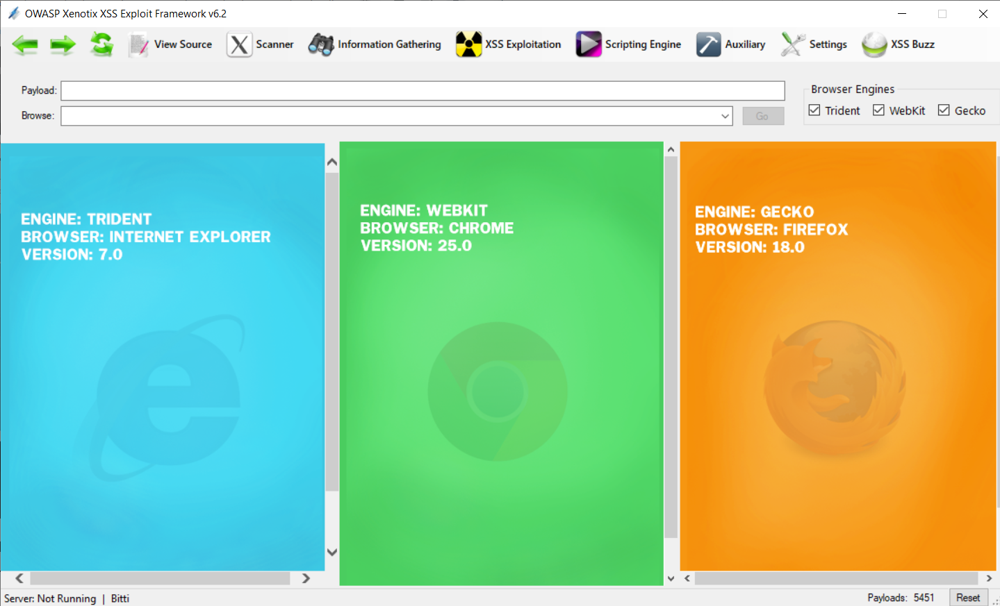 OWASP Xenotix XSS Exploit Framework v6.2
View Source
X
Scanner
Information Gathering
XSS Exploitation
Scripting Engine
Auxiliary
Settings
XSS Buzz
Payload:
Browse:
Go
Browser Engines
Trident
WebKit
Gecko
ENGINE: TRIDENT
BROWSER: INTERNET EXPLORER
VERSION: 7.0
ENGINE: WEBKIT
BROWSER: CHROME
VERSION: 25.0
ENGINE: GECKO
BROWSER: FIREFOX
VERSION: 18.0
Server: Not Running | Bitti
Payloads: 5451
Reset